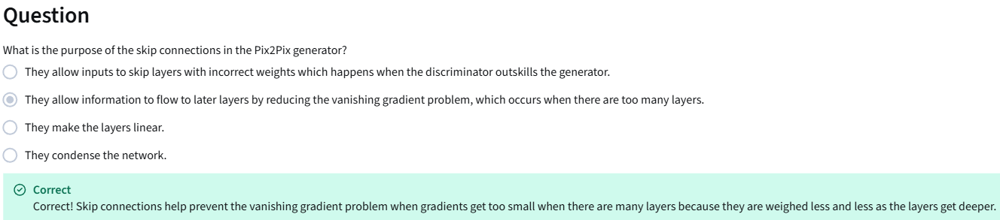 Question
What is the purpose of the skip connections in the Pix2Pix generator?
They allow inputs to skip layers with incorrect weights which happens when the discriminator outskills the generator.
They allow information to flow to later layers by reducing the vanishing gradient problem, which occurs when there are too many layers.
They make the layers linear.
They condense the network.
Correct
Correct! Skip connections help prevent the vanishing gradient problem when gradients get too small when there are many layers because they are weighed less and less as the layers get deeper.